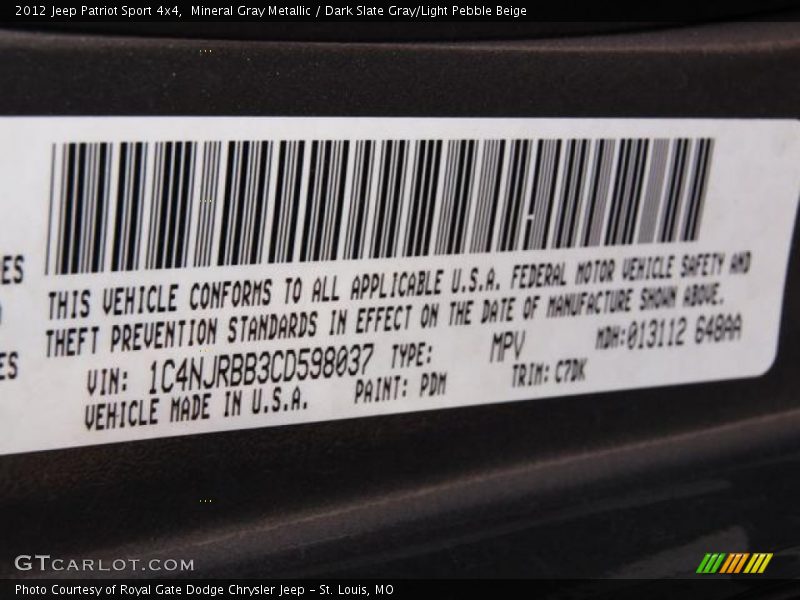 2012 Jeep Patriot Sport 4x4, Mineral Gray Metallic / Dark Slate Gray/Light Pebble Beige
ES
ES
THIS VEHICLE CONFORMS TO ALL APPLICABLE U.S.A. FEDERAL MOTOR VEHICLE SAFETY AND
THEFT PREVENTION STANDARDS IN EFFECT ON THE DATE OF MANUFACTURE SHOWN ABOVE.
VIN: 1C4NJRBB3CD598037 TYPE: MPV MDH:013112 648AA
VEHICLE MADE IN U.S.A. PAINT: PDM TRIM: C7DK
GTCARLOT.COM
Photo Courtesy of Royal Gate Dodge Chrysler Jeep - St. Louis, MO